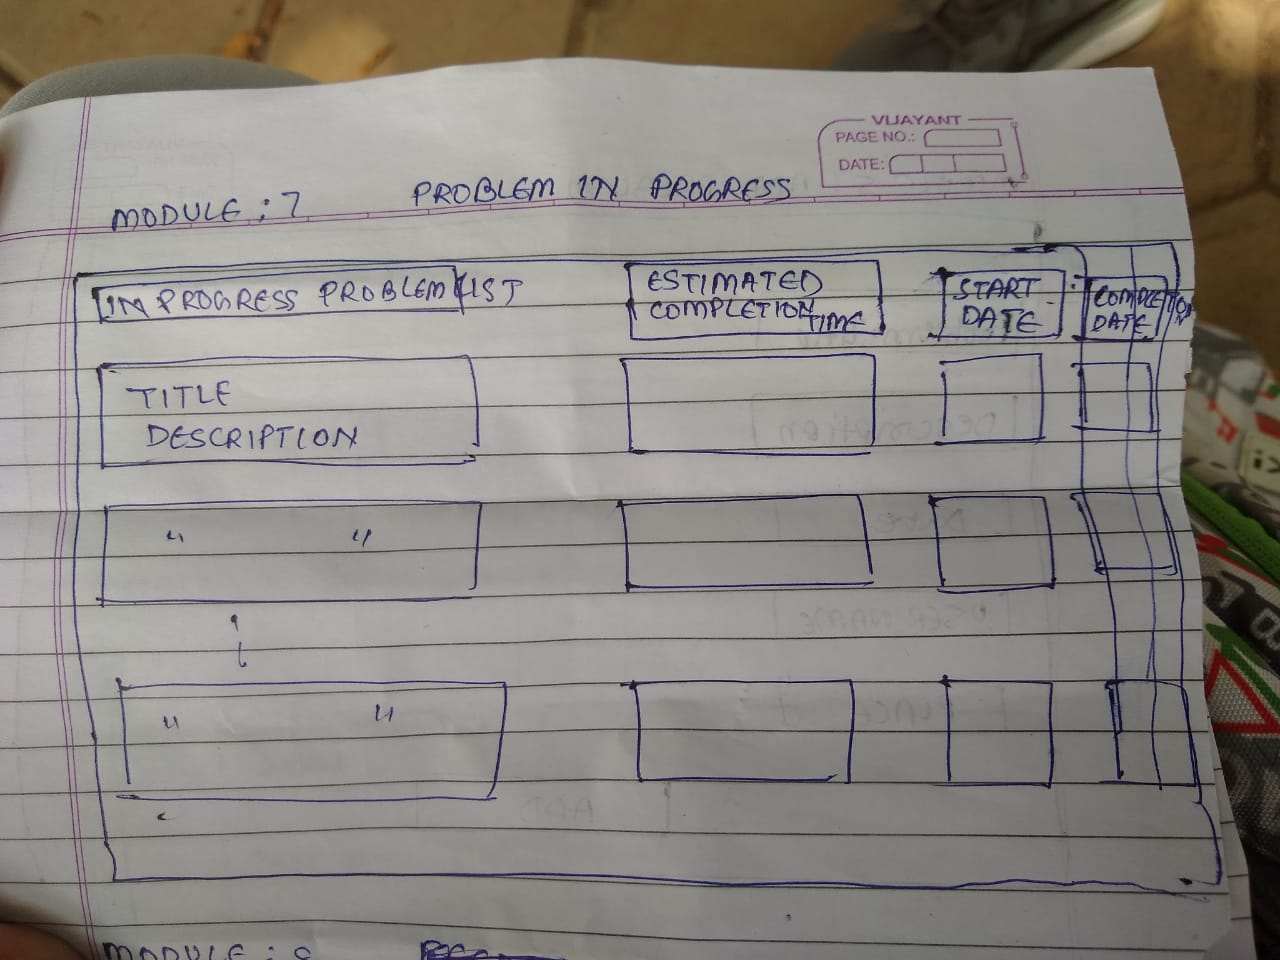 VIJAYANT
PAGE NO.:
DATE:
MODULE : 7 PROBLEM IN PROGRESS
IN PROGRESS PROBLEM LIST
ESTIMATED
COMPLETION
TIME
START
DATE
COMPLETION
DATE
TITLE
DESCRIPTION
" "
" "
MODULE :